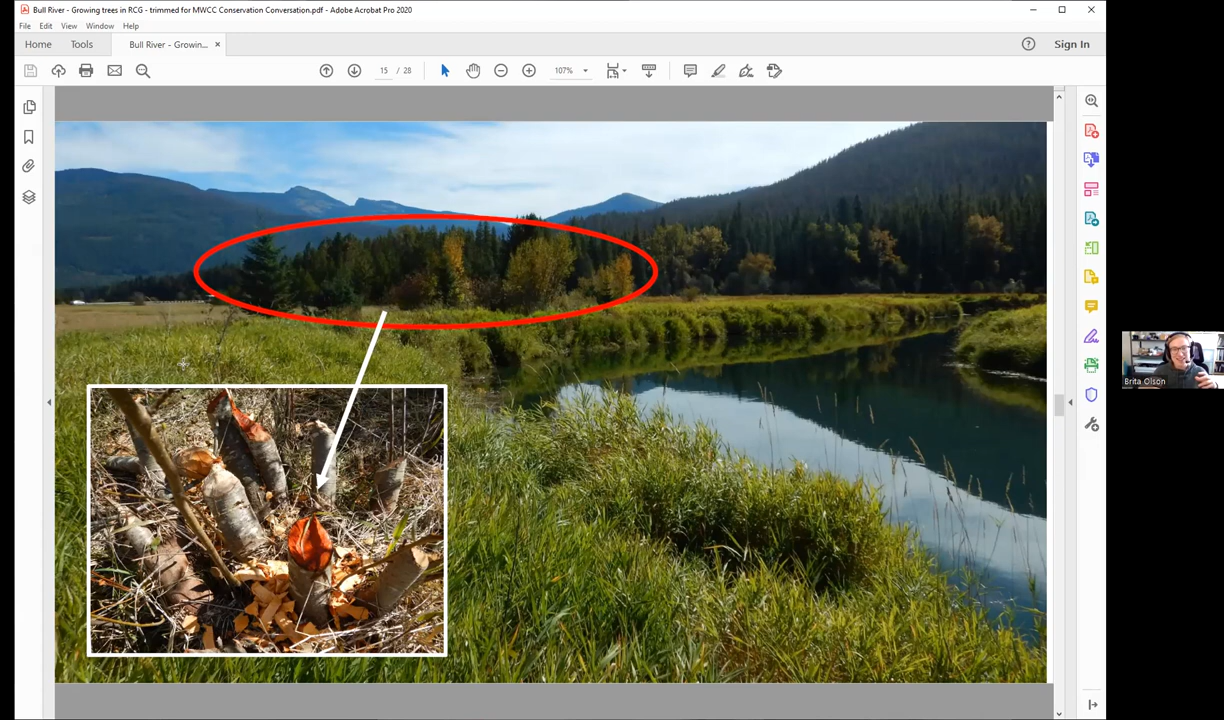 Bull River - Growing trees in RCG - trimmed for MWCC Conservation Conversation.pdf - Adobe Acrobat Pro 2020
File Edit View Window Help
Home Tools Bull River - Growin... × Sign In
15 / 28 107%
Brita Olson